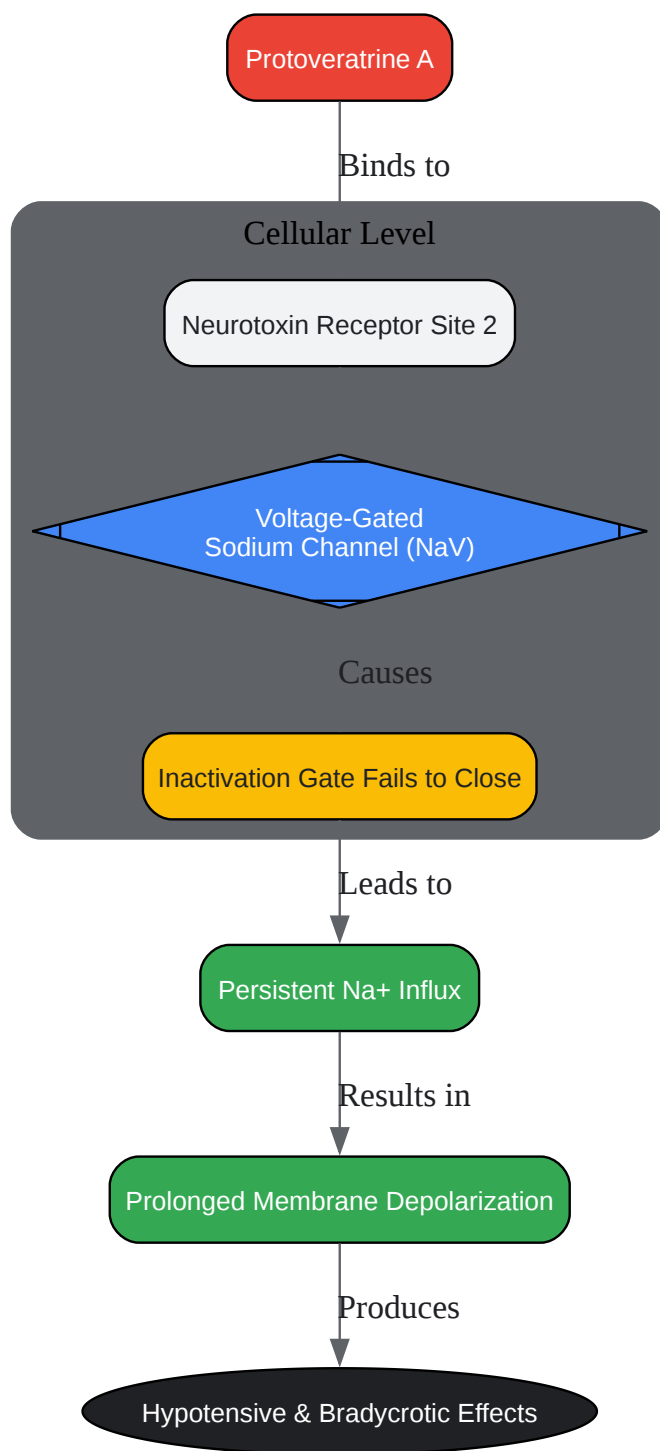 Protoveratrine A
Binds to
Cellular Level
Neurotoxin Receptor Site 2
Voltage-Gated
Sodium Channel (NaV)
Causes
Inactivation Gate Fails to Close
Leads to
Persistent Na+ Influx
Results in
Prolonged Membrane Depolarization
Produces
Hypotensive & Bradycrotic Effects